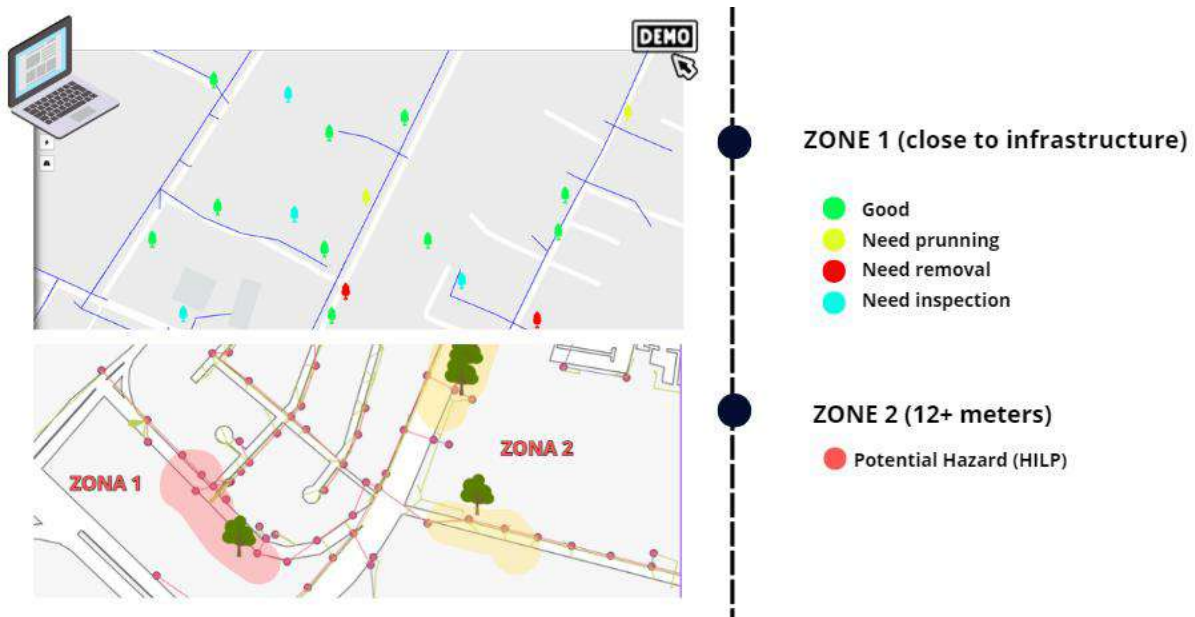 DEMO
ZONE 1 (close to infrastructure)
Good
Need prunning
Need removal
Need inspection
ZONA 1
ZONA 2
ZONE 2 (12+ meters)
Potential Hazard (HILP)